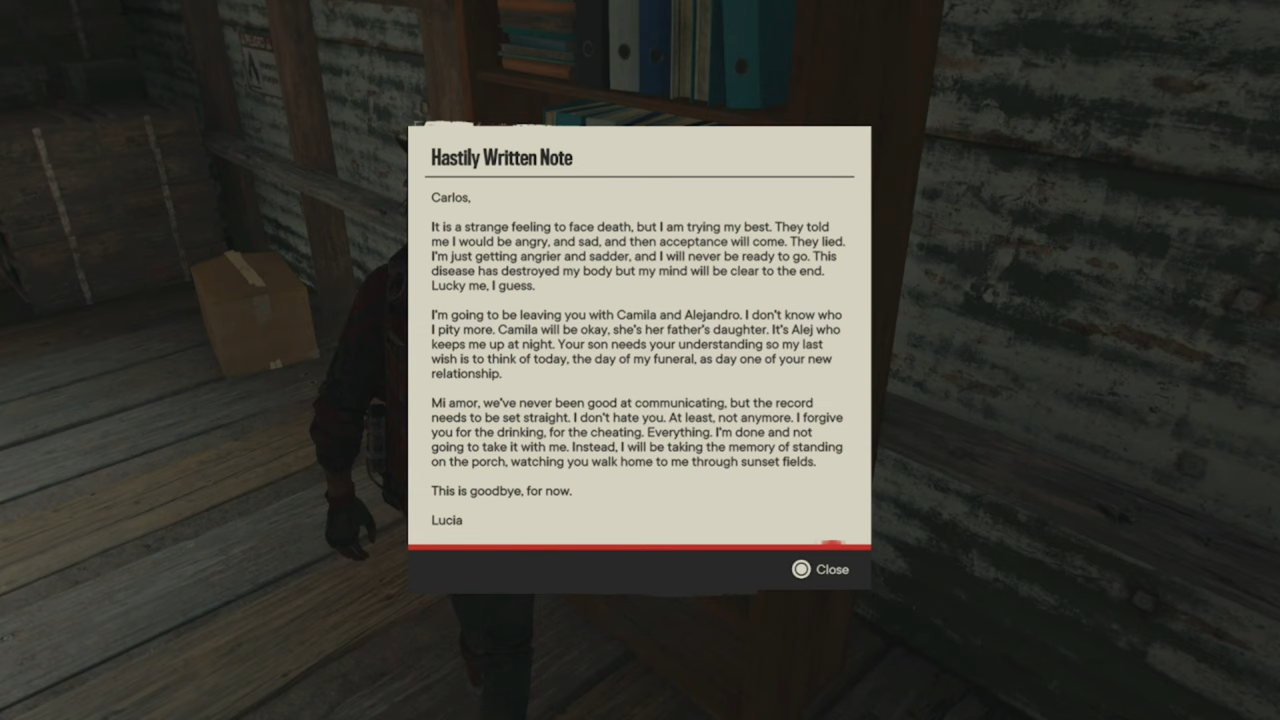 Hastily Written Note
Carlos,
It is a strange feeling to face death, but I am trying my best. They told
me I would be angry, and sad, and then acceptance will come. They lied.
I'm just getting angrier and sadder, and I will never be ready to go. This
disease has destroyed my body but my mind will be clear to the end.
Lucky me, I guess.
I'm going to be leaving you with Camila and Alejandro. I don't know who
I pity more. Camila will be okay, she's her father's daughter. It's Alej who
keeps me up at night. Your son needs your understanding so my last
wish is to think of today, the day of my funeral, as day one of your new
relationship.
Mi amor, we've never been good at communicating, but the record
needs to be set straight. I don't hate you. At least, not anymore. I forgive
you for the drinking, for the cheating. Everything. I'm done and not
going to take it with me. Instead, I will be taking the memory of standing
on the porch, watching you walk home to me through sunset fields.
This is goodbye, for now.
Lucia
Close